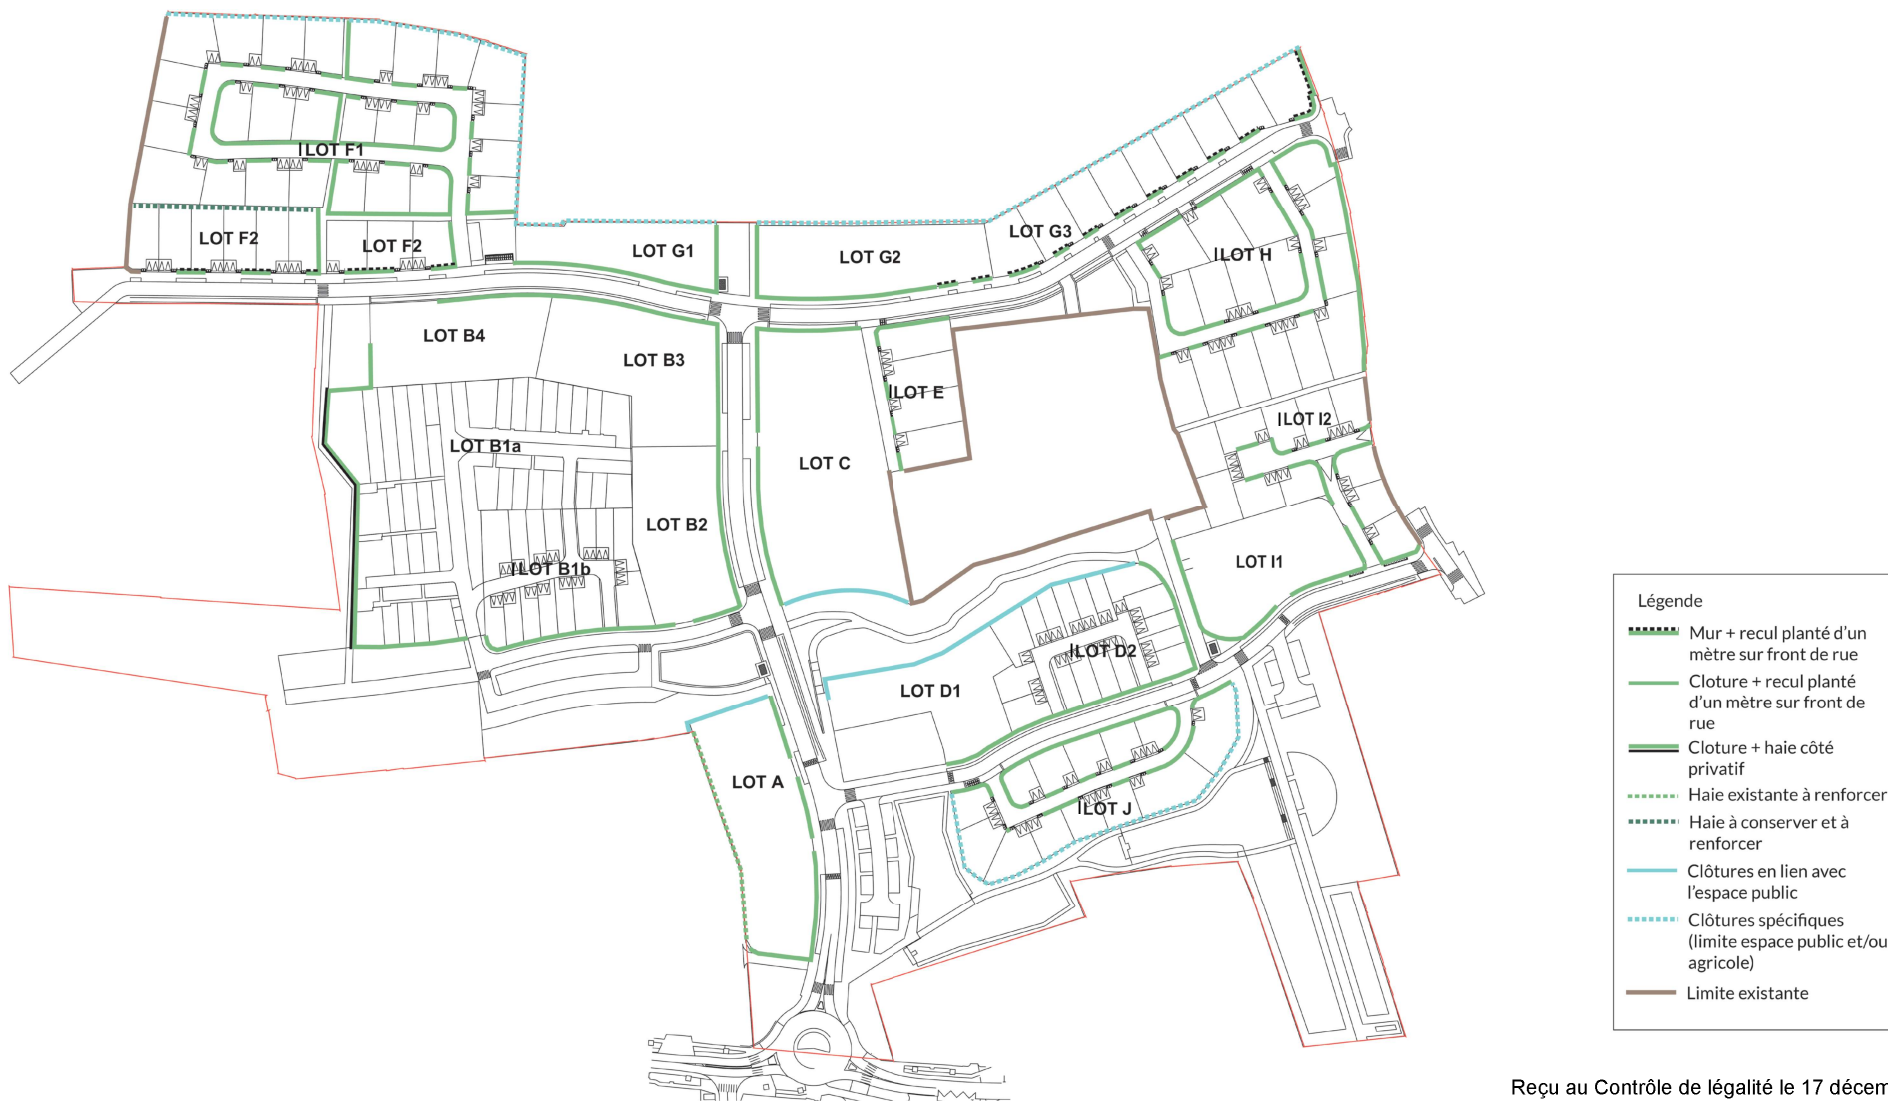 ILOT F1
LOT F2
LOT F2
LOT G1
LOT G2
LOT G3
ILOT H
LOT B4
LOT B3
ILOT E
ILOT I2
LOT B1a
LOT C
LOT B2
ILOT B1b
LOT I1
ILOT D2
LOT D1
LOT A
ILOT J
Légende
Mur + recul planté d'un
mètre sur front de rue
Cloture + recul planté
d'un mètre sur front de
rue
Cloture + haie côté
privatif
Haie existante à renforcer
Haie à conserver et à
renforcer
Clôtures en lien avec
l'espace public
Clôtures spécifiques
(limite espace public et/ou
agricole)
Limite existante
Reçu au Contrôle de légalité le 17 décem